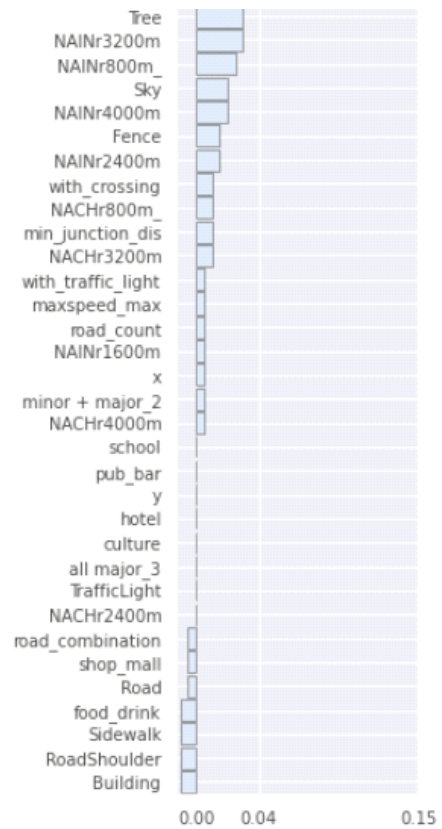 Tree
NAINr3200m
NAINr800m_
Sky
NAINr4000m
Fence
NAINr2400m
with_crossing
NACHr800m_
min_junction_dis
NACHr3200m
with_traffic_light
maxspeed_max
road_count
NAINr1600m
x
minor + major_2
NACHr4000m
school
pub_bar
y
hotel
culture
all major_3
TrafficLight
NACHr2400m
road_combination
shop_mall
Road
food_drink
Sidewalk
RoadShoulder
Building
0.00 0.04 0.15